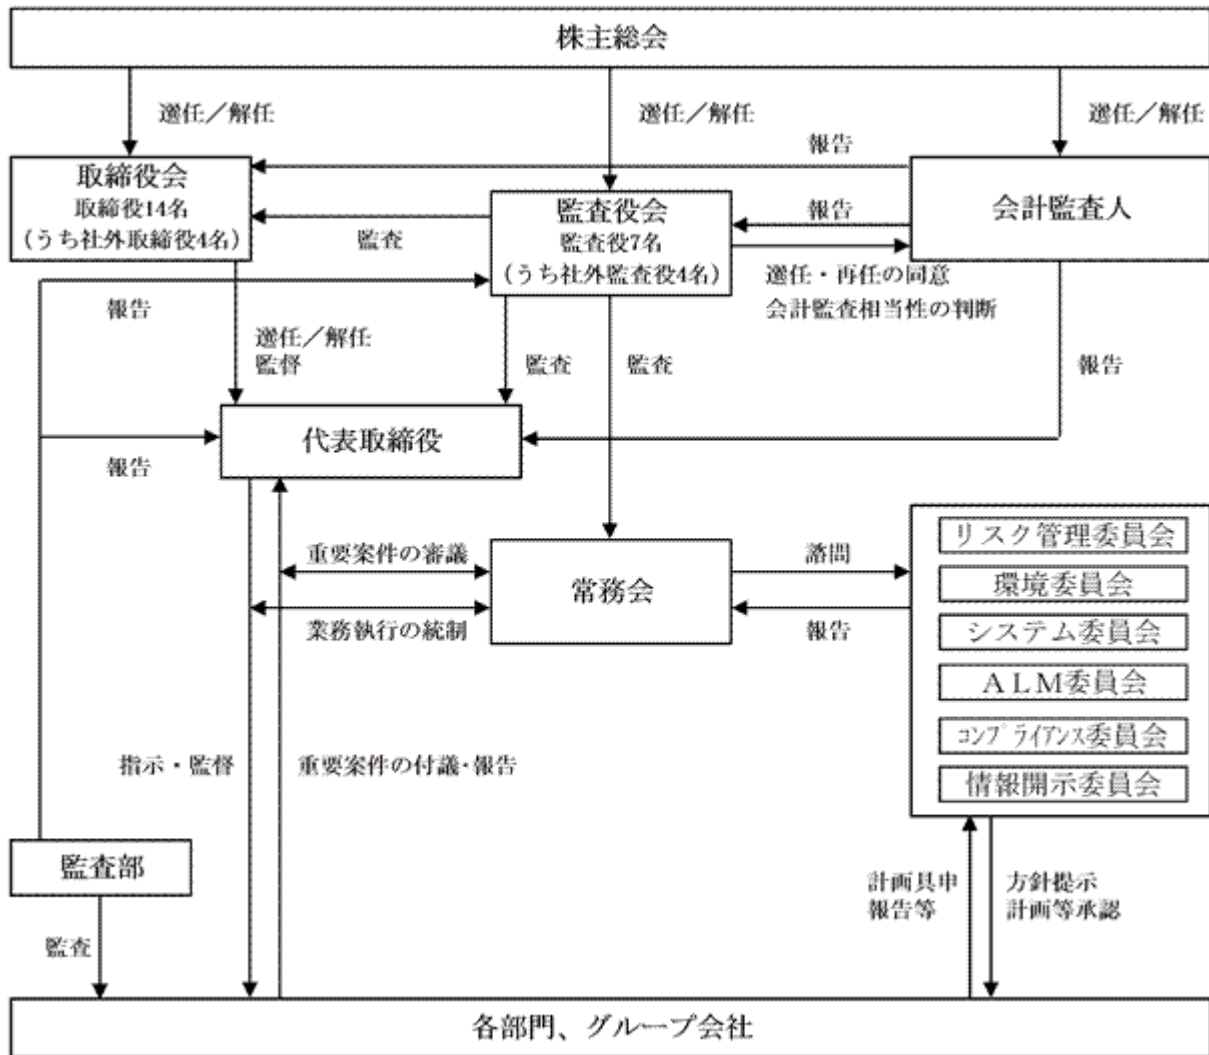 株主総会
選任／解任
選任／解任
選任／解任
報告
取締役会
取締役14名
（うち社外取締役4名）
監査
監査役会
監査役7名
（うち社外監査役4名）
報告
会計監査人
選任・再任の同意
会計監査相当性の判断
報告
選任／解任
監督
監査
監査
報告
代表取締役
報告
重要案件の審議
業務執行の統制
常務会
諮問
報告
リスク管理委員会
環境委員会
システム委員会
ＡＬＭ委員会
ｺﾝﾌﾟﾗｲｱﾝｽ委員会
情報開示委員会
指示・監督
重要案件の付議･報告
監査部
監査
計画具申
報告等
方針提示
計画等承認
各部門、グループ会社